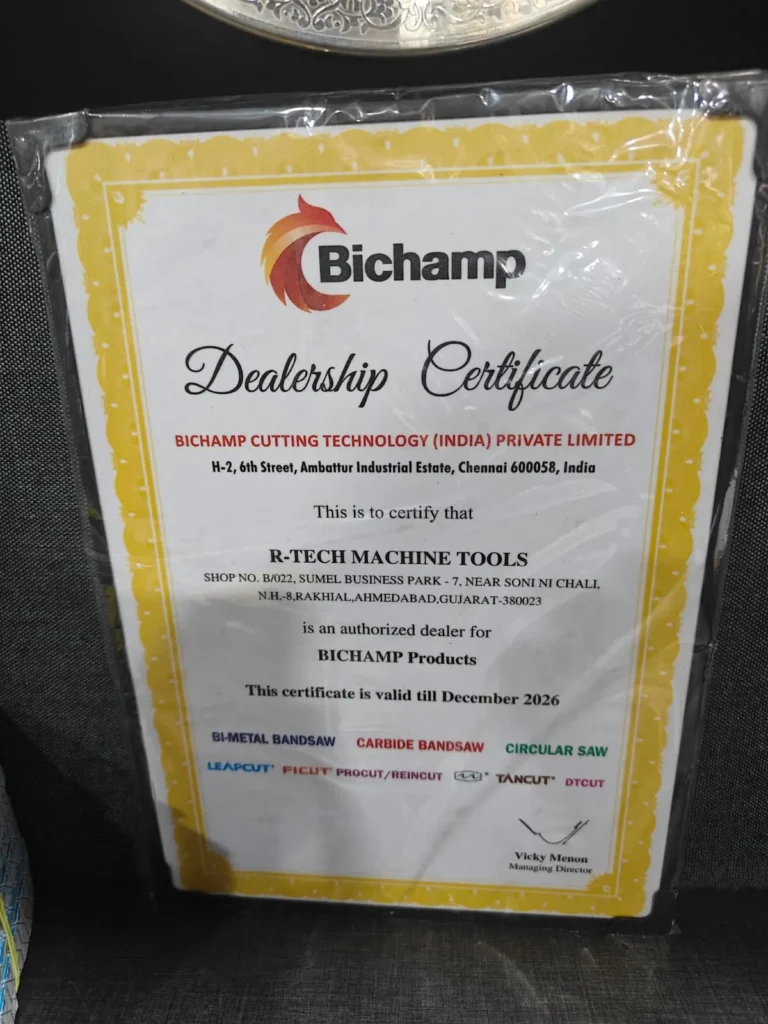 Bichamp
Dealership Certificate
BICHAMP CUTTING TECHNOLOGY (INDIA) PRIVATE LIMITED
H-2, 6th Street, Ambattur Industrial Estate, Chennai 600058, India
This is to certify that
R-TECH MACHINE TOOLS
SHOP NO. B/022, SUMEL BUSINESS PARK - 7, NEAR SONI NI CHALI,
N.H.-8,RAKHIAL,AHMEDABAD,GUJARAT-380023
is an authorized dealer for
BICHAMP Products
This certificate is valid till December 2026
BI-METAL BANDSAW CARBIDE BANDSAW CIRCULAR SAW
LEAPCUT® FICUT® PROCUT/REINCUT TANCUT® DTCUT
Vicky Menon
Managing Director